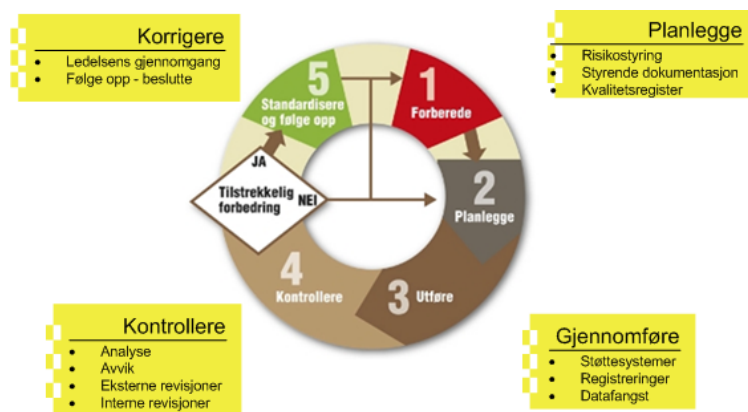 Korrigere
Ledelsens gjennomgang
Følge opp - beslutte
Planlegge
Risikostyring
Styrende dokumentasjon
Kvalitetsregister
5
Standardisere
og følge opp
1
Forberede
JA
Tilstrekkelig
forbedring
NEI
2
Planlegge
4
Kontrollere
3
Utføre
Kontrollere
Analyse
Avvik
Eksterne revisjoner
Interne revisjoner
Gjennomføre
Støttesystemer
Registreringer
Datafangst